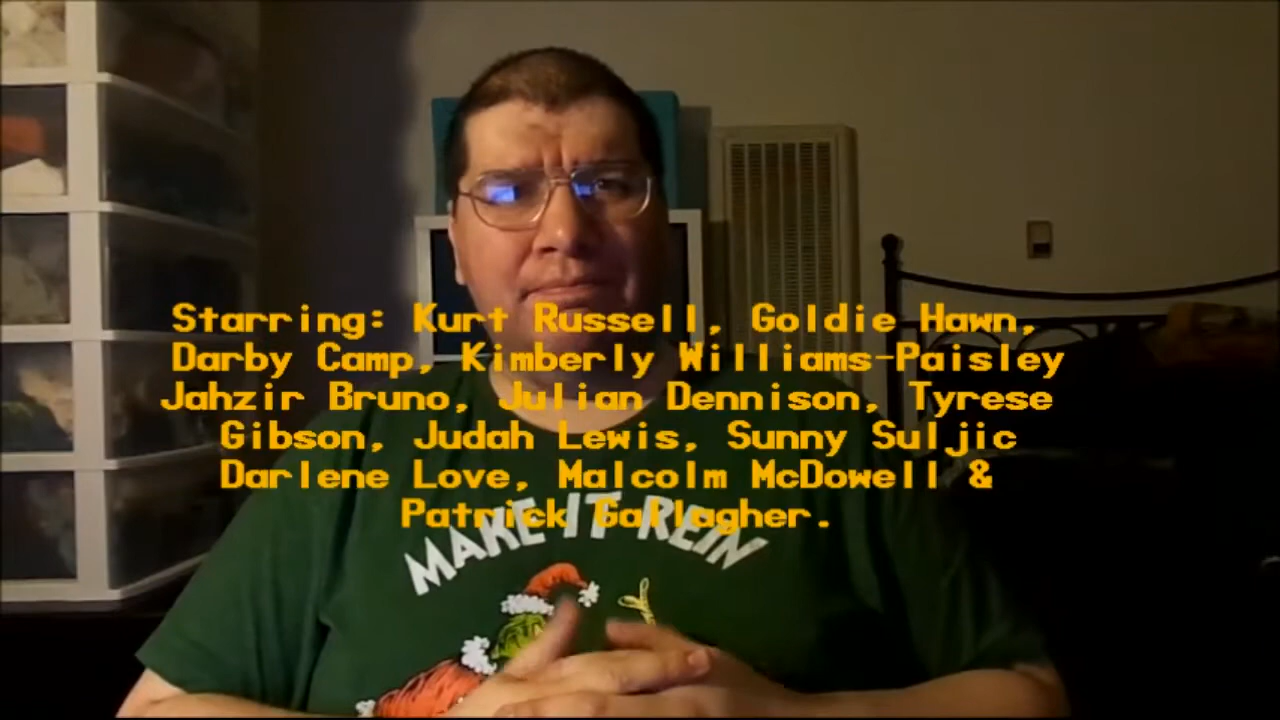 Starring: Kurt Russell, Goldie Hawn,
Darby Camp, Kimberly Williams-Paisley
Jahzir Bruno, Julian Dennison, Tyrese
Gibson, Judah Lewis, Sunny Suljic
Darlene Love, Malcolm McDowell &
Patrick Gallagher.
MAKE IT REIN